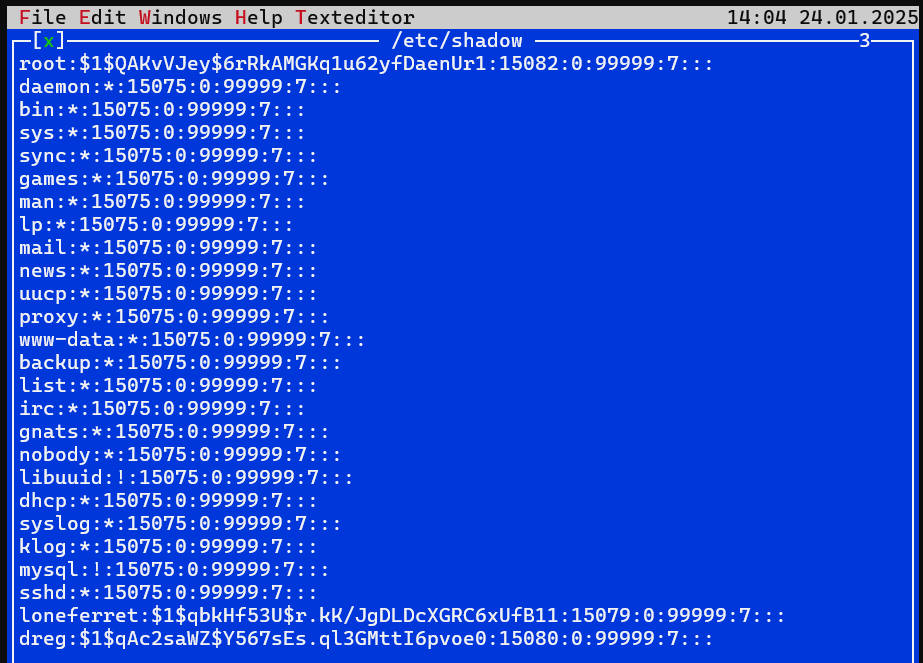 File Edit Windows Help Texteditor 14:04 24.01.2025
[x] /etc/shadow 3
root:$1$QAKvVJey$6rRkAMGKq1u62yfDaenUr1:15082:0:99999:7:::
daemon:*:15075:0:99999:7:::
bin:*:15075:0:99999:7:::
sys:*:15075:0:99999:7:::
sync:*:15075:0:99999:7:::
games:*:15075:0:99999:7:::
man:*:15075:0:99999:7:::
lp:*:15075:0:99999:7:::
mail:*:15075:0:99999:7:::
news:*:15075:0:99999:7:::
uucp:*:15075:0:99999:7:::
proxy:*:15075:0:99999:7:::
www-data:*:15075:0:99999:7:::
backup:*:15075:0:99999:7:::
list:*:15075:0:99999:7:::
irc:*:15075:0:99999:7:::
gnats:*:15075:0:99999:7:::
nobody:*:15075:0:99999:7:::
libuuid:!:15075:0:99999:7:::
dhcp:*:15075:0:99999:7:::
syslog:*:15075:0:99999:7:::
klog:*:15075:0:99999:7:::
mysql:!:15075:0:99999:7:::
sshd:*:15075:0:99999:7:::
loneferret:$1$qbkHf53U$r.kK/JgDLDcXGRC6xUfB11:15079:0:99999:7:::
dreg:$1$qAc2saWZ$Y567sEs.ql3GMttI6pvoe0:15080:0:99999:7:::